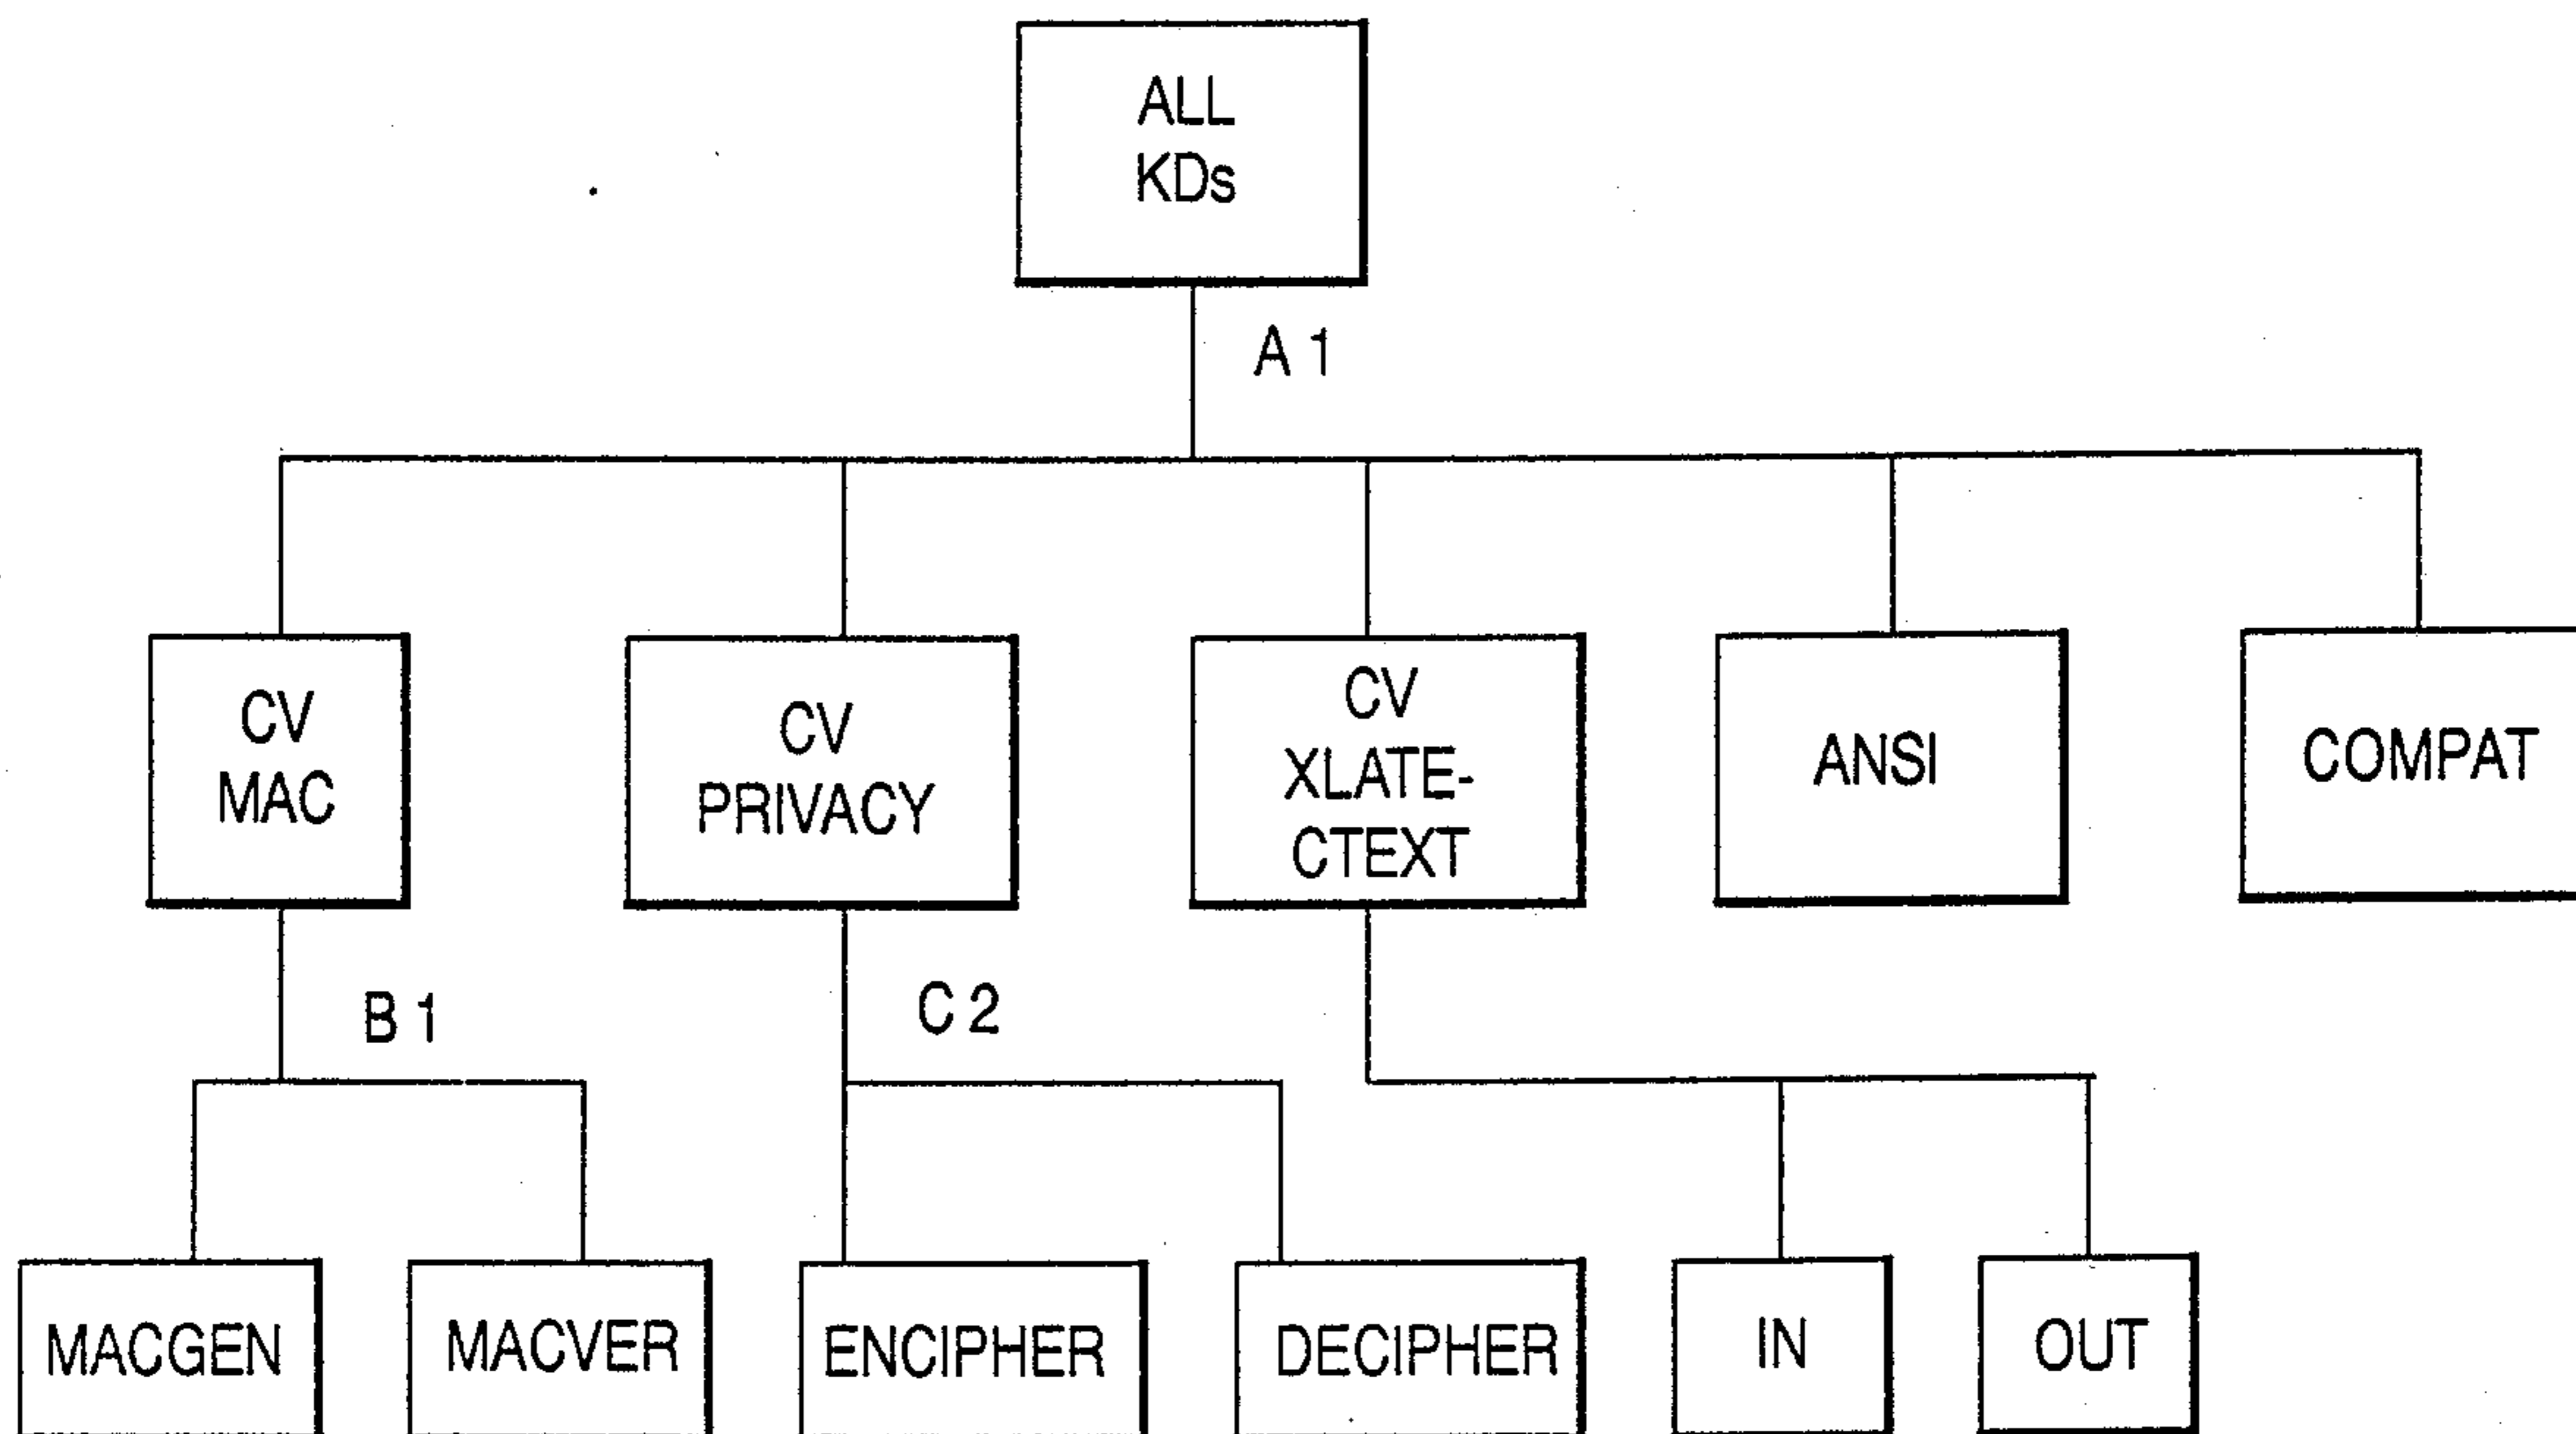 ALL
KDs
A 1
CV
MAC
CV
PRIVACY
CV
XLATE-
CTEXT
ANSI
COMPAT
B 1
C 2
MACGEN
MACVER
ENCIPHER
DECIPHER
IN
OUT